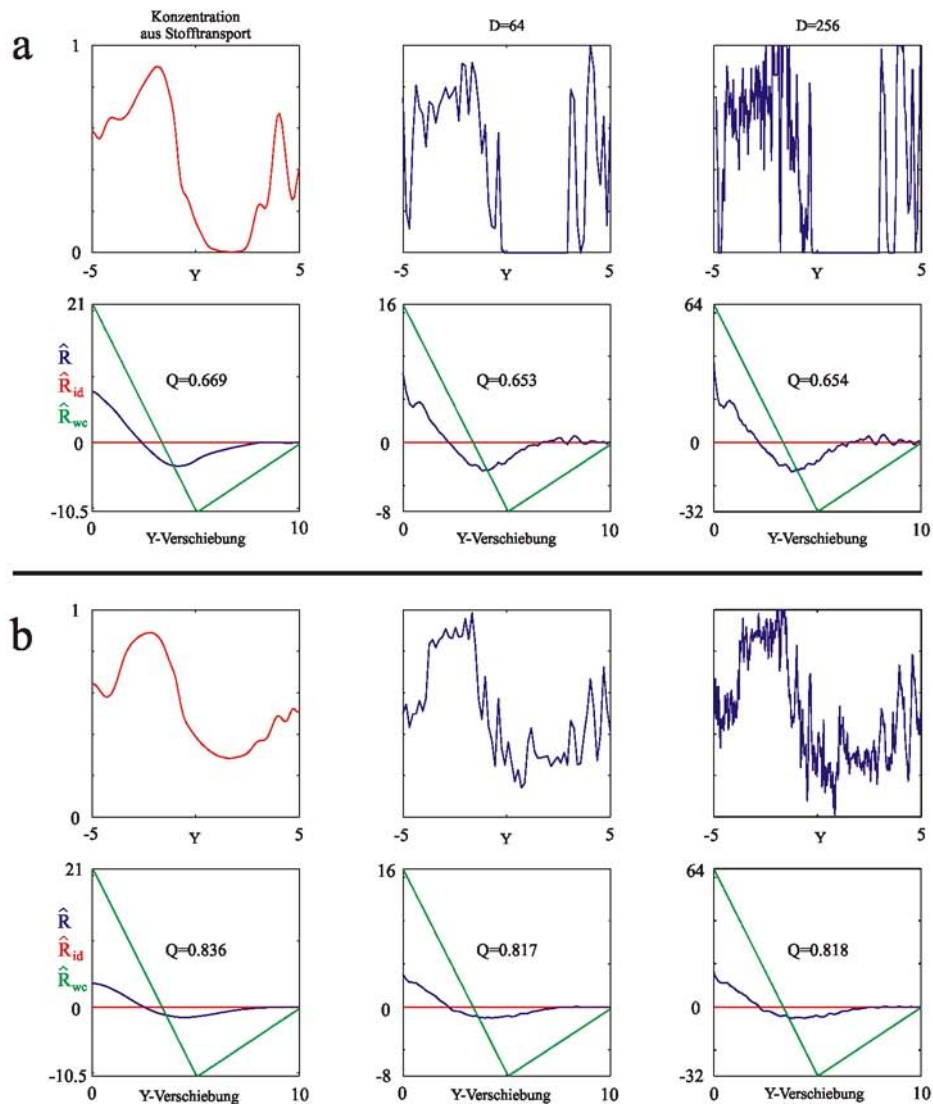 a
Konzentration
aus Stofftransport
D=64
D=256
1
0
-5
Y
5
-5
Y
5
-5
Y
5
21
0
-10.5
R̂
R̂id
R̂wc
Q=0.669
0
10
Y-Verschiebung
16
0
-8
Q=0.653
0
10
Y-Verschiebung
64
0
-32
Q=0.654
0
10
Y-Verschiebung
b
1
0
-5
Y
5
-5
Y
5
-5
Y
5
21
0
-10.5
R̂
R̂id
R̂wc
Q=0.836
0
10
Y-Verschiebung
16
0
-8
Q=0.817
0
10
Y-Verschiebung
64
0
-32
Q=0.818
0
10
Y-Verschiebung